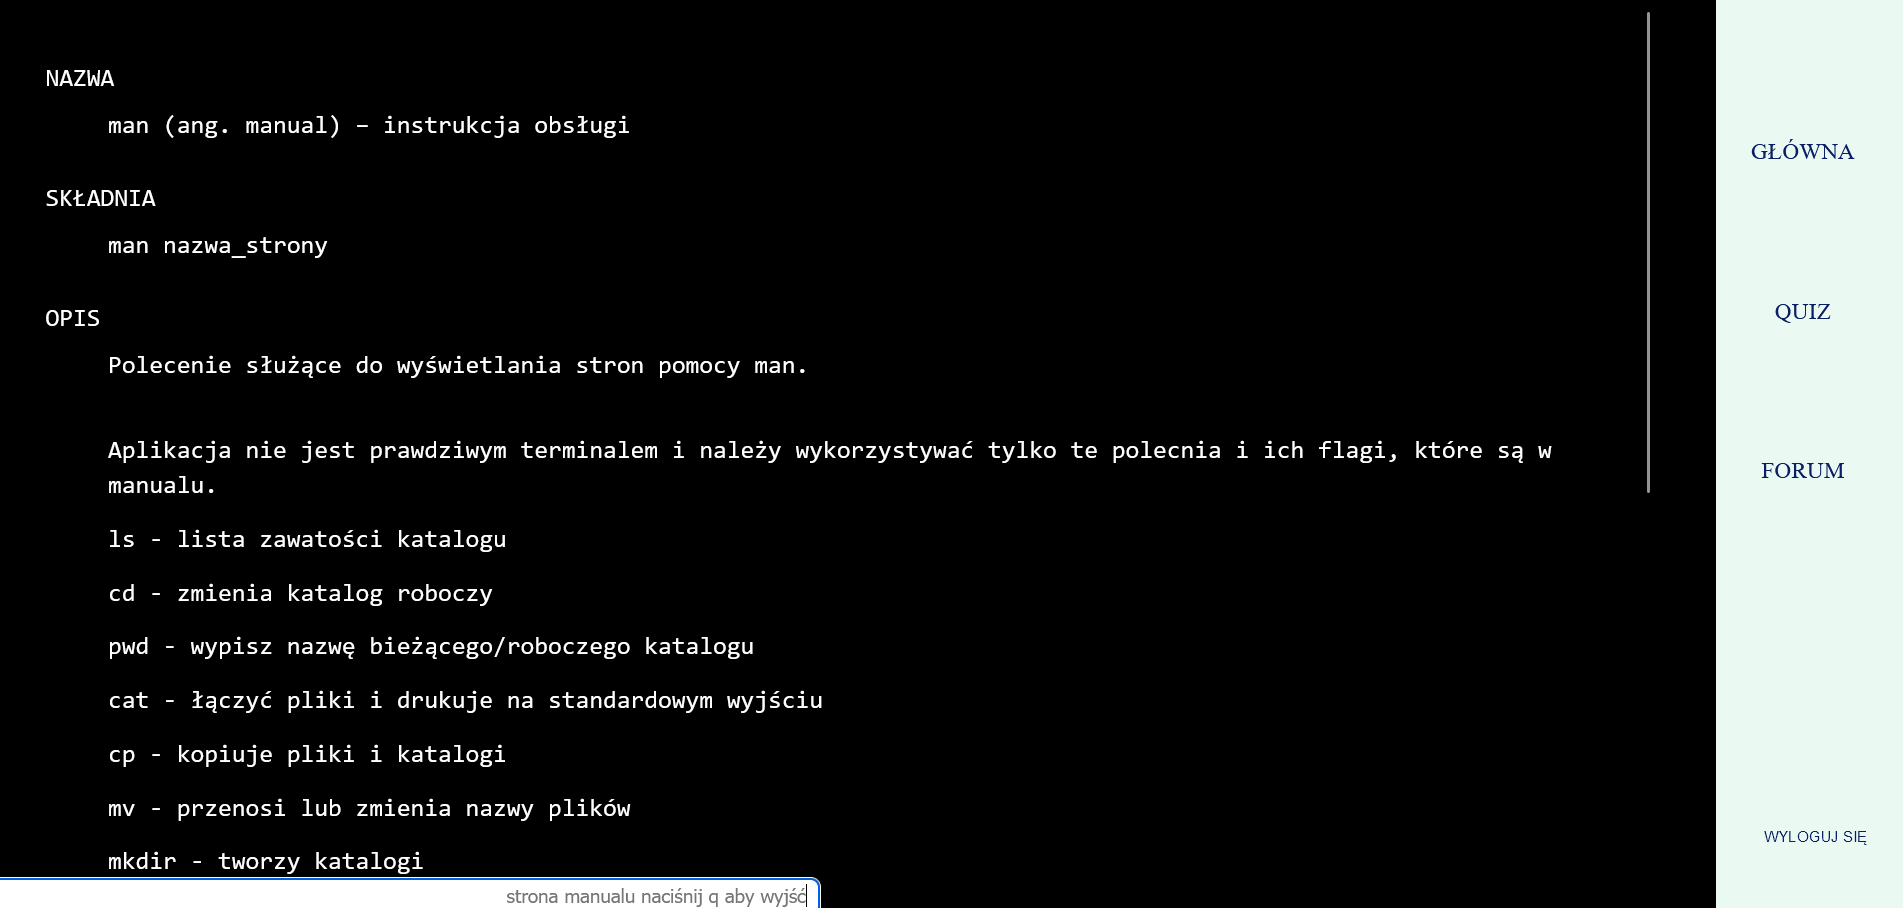 NAZWA
man (ang. manual) – instrukcja obsługi
SKŁADNIA
man nazwa_strony
OPIS
Polecenie służące do wyświetlania stron pomocy man.
Aplikacja nie jest prawdziwym terminalem i należy wykorzystywać tylko te polecnia i ich flagi, które są w
manualu.
ls - lista zawatości katalogu
cd - zmienia katalog roboczy
pwd - wypisz nazwę bieżącego/roboczego katalogu
cat - łączyć pliki i drukuje na standardowym wyjściu
cp - kopiuje pliki i katalogi
mv - przenosi lub zmienia nazwy plików
mkdir - tworzy katalogi
strona manualu naciśnij q aby wyjść
GŁÓWNA
QUIZ
FORUM
WYLOGUJ SIĘ